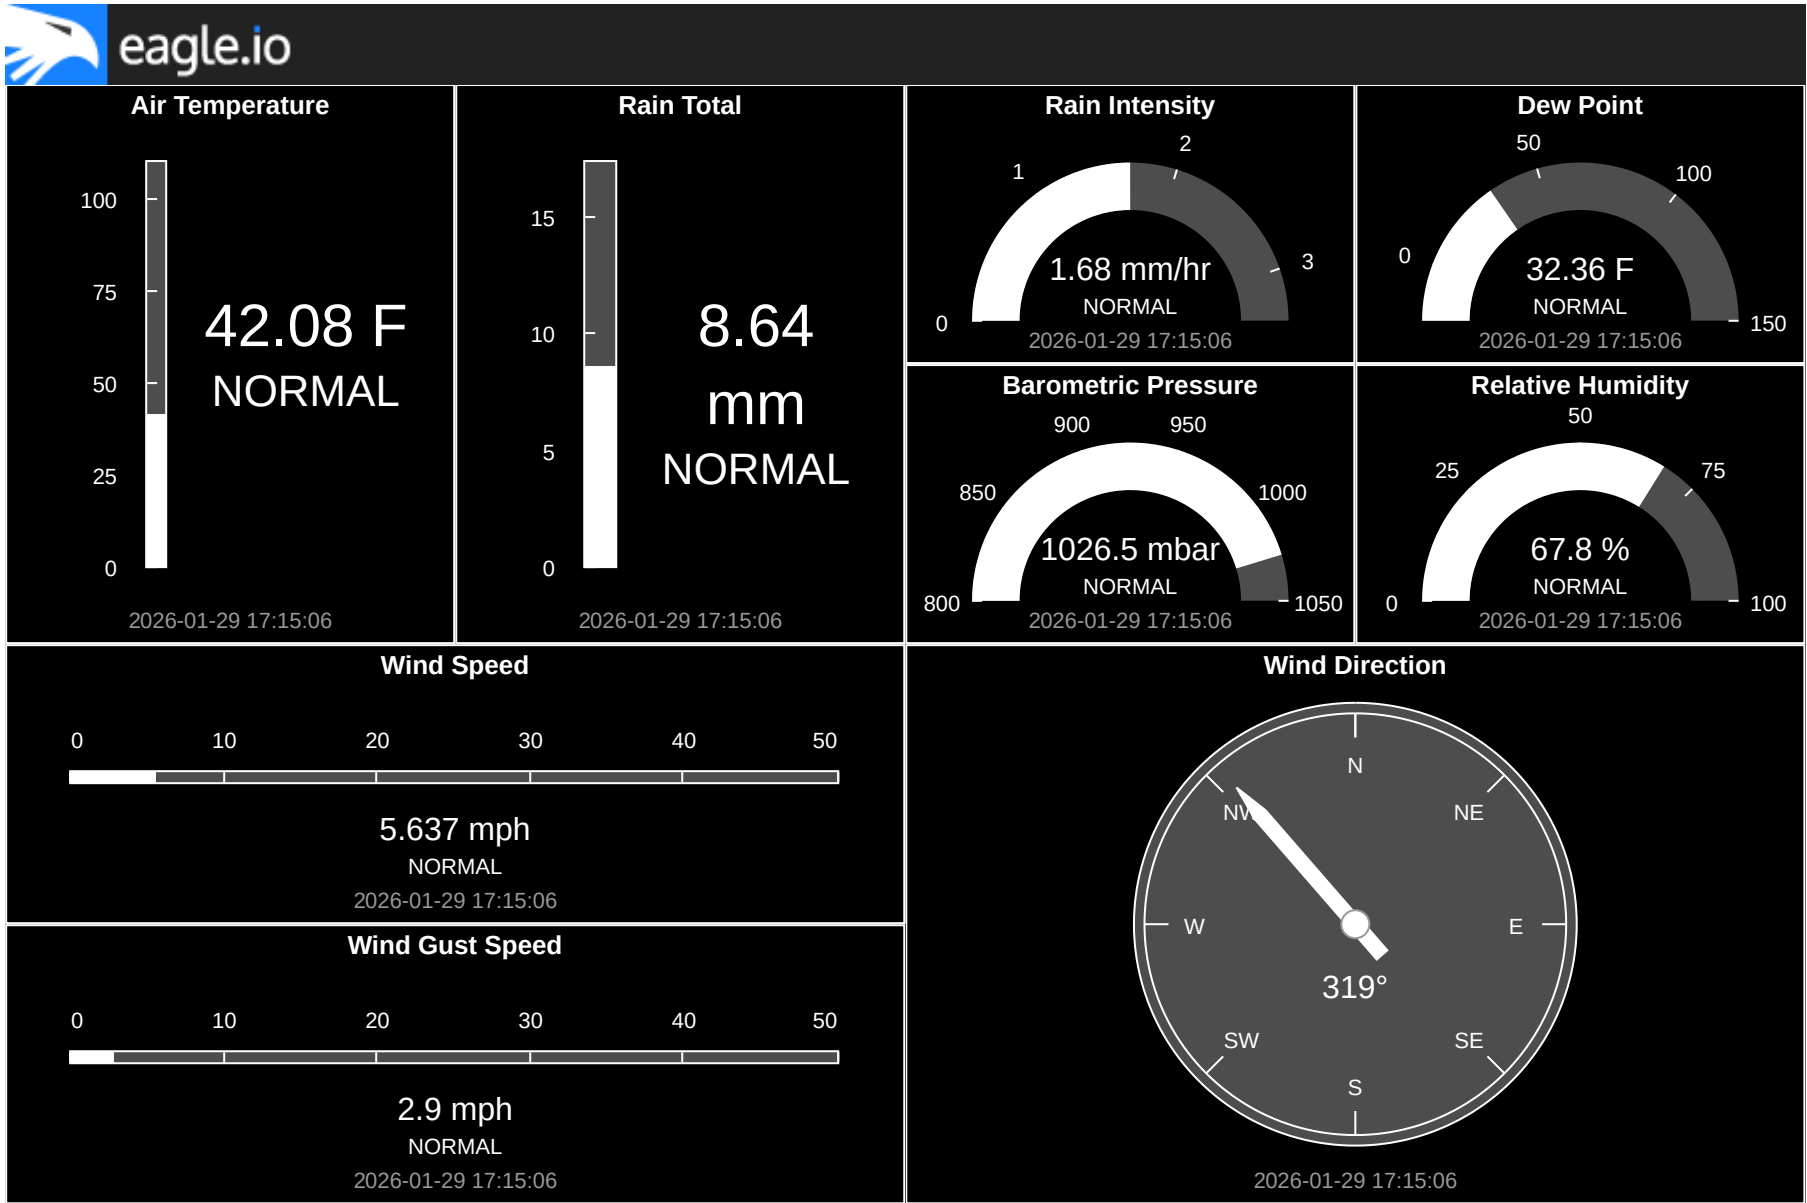 eagle.io
Air Temperature
100
75
50
25
0
42.08 F
NORMAL
2026-01-29 17:15:06
Rain Total
15
10
5
0
8.64
mm
NORMAL
2026-01-29 17:15:06
Rain Intensity
0
1
2
3
1.68 mm/hr
NORMAL
2026-01-29 17:15:06
Dew Point
0
50
100
150
32.36 F
NORMAL
2026-01-29 17:15:06
Barometric Pressure
800
850
900
950
1000
1050
1026.5 mbar
NORMAL
2026-01-29 17:15:06
Relative Humidity
0
25
50
75
100
67.8 %
NORMAL
2026-01-29 17:15:06
Wind Speed
0 10 20 30 40 50
5.637 mph
NORMAL
2026-01-29 17:15:06
Wind Gust Speed
0 10 20 30 40 50
2.9 mph
NORMAL
2026-01-29 17:15:06
Wind Direction
N
NW NE
W E
319°
SW SE
S
2026-01-29 17:15:06